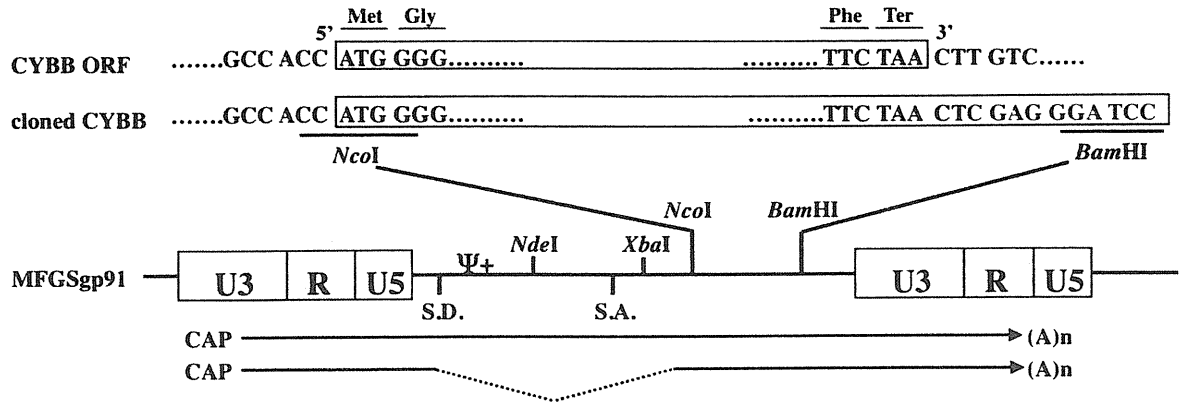 Met Gly Phe Ter
5' 3'
CYBB ORF .......GCC ACC ATG GGG.......... ..........TTC TAA CTT GTC......
cloned CYBB .......GCC ACC ATG GGG.......... ..........TTC TAA CTC GAG GGA TCC
NcoI BamHI
NcoI BamHI
NdeI XbaI
Ψ+
MFGSgp91 U3 R U5 U3 R U5
S.D. S.A.
CAP (A)n
CAP (A)n